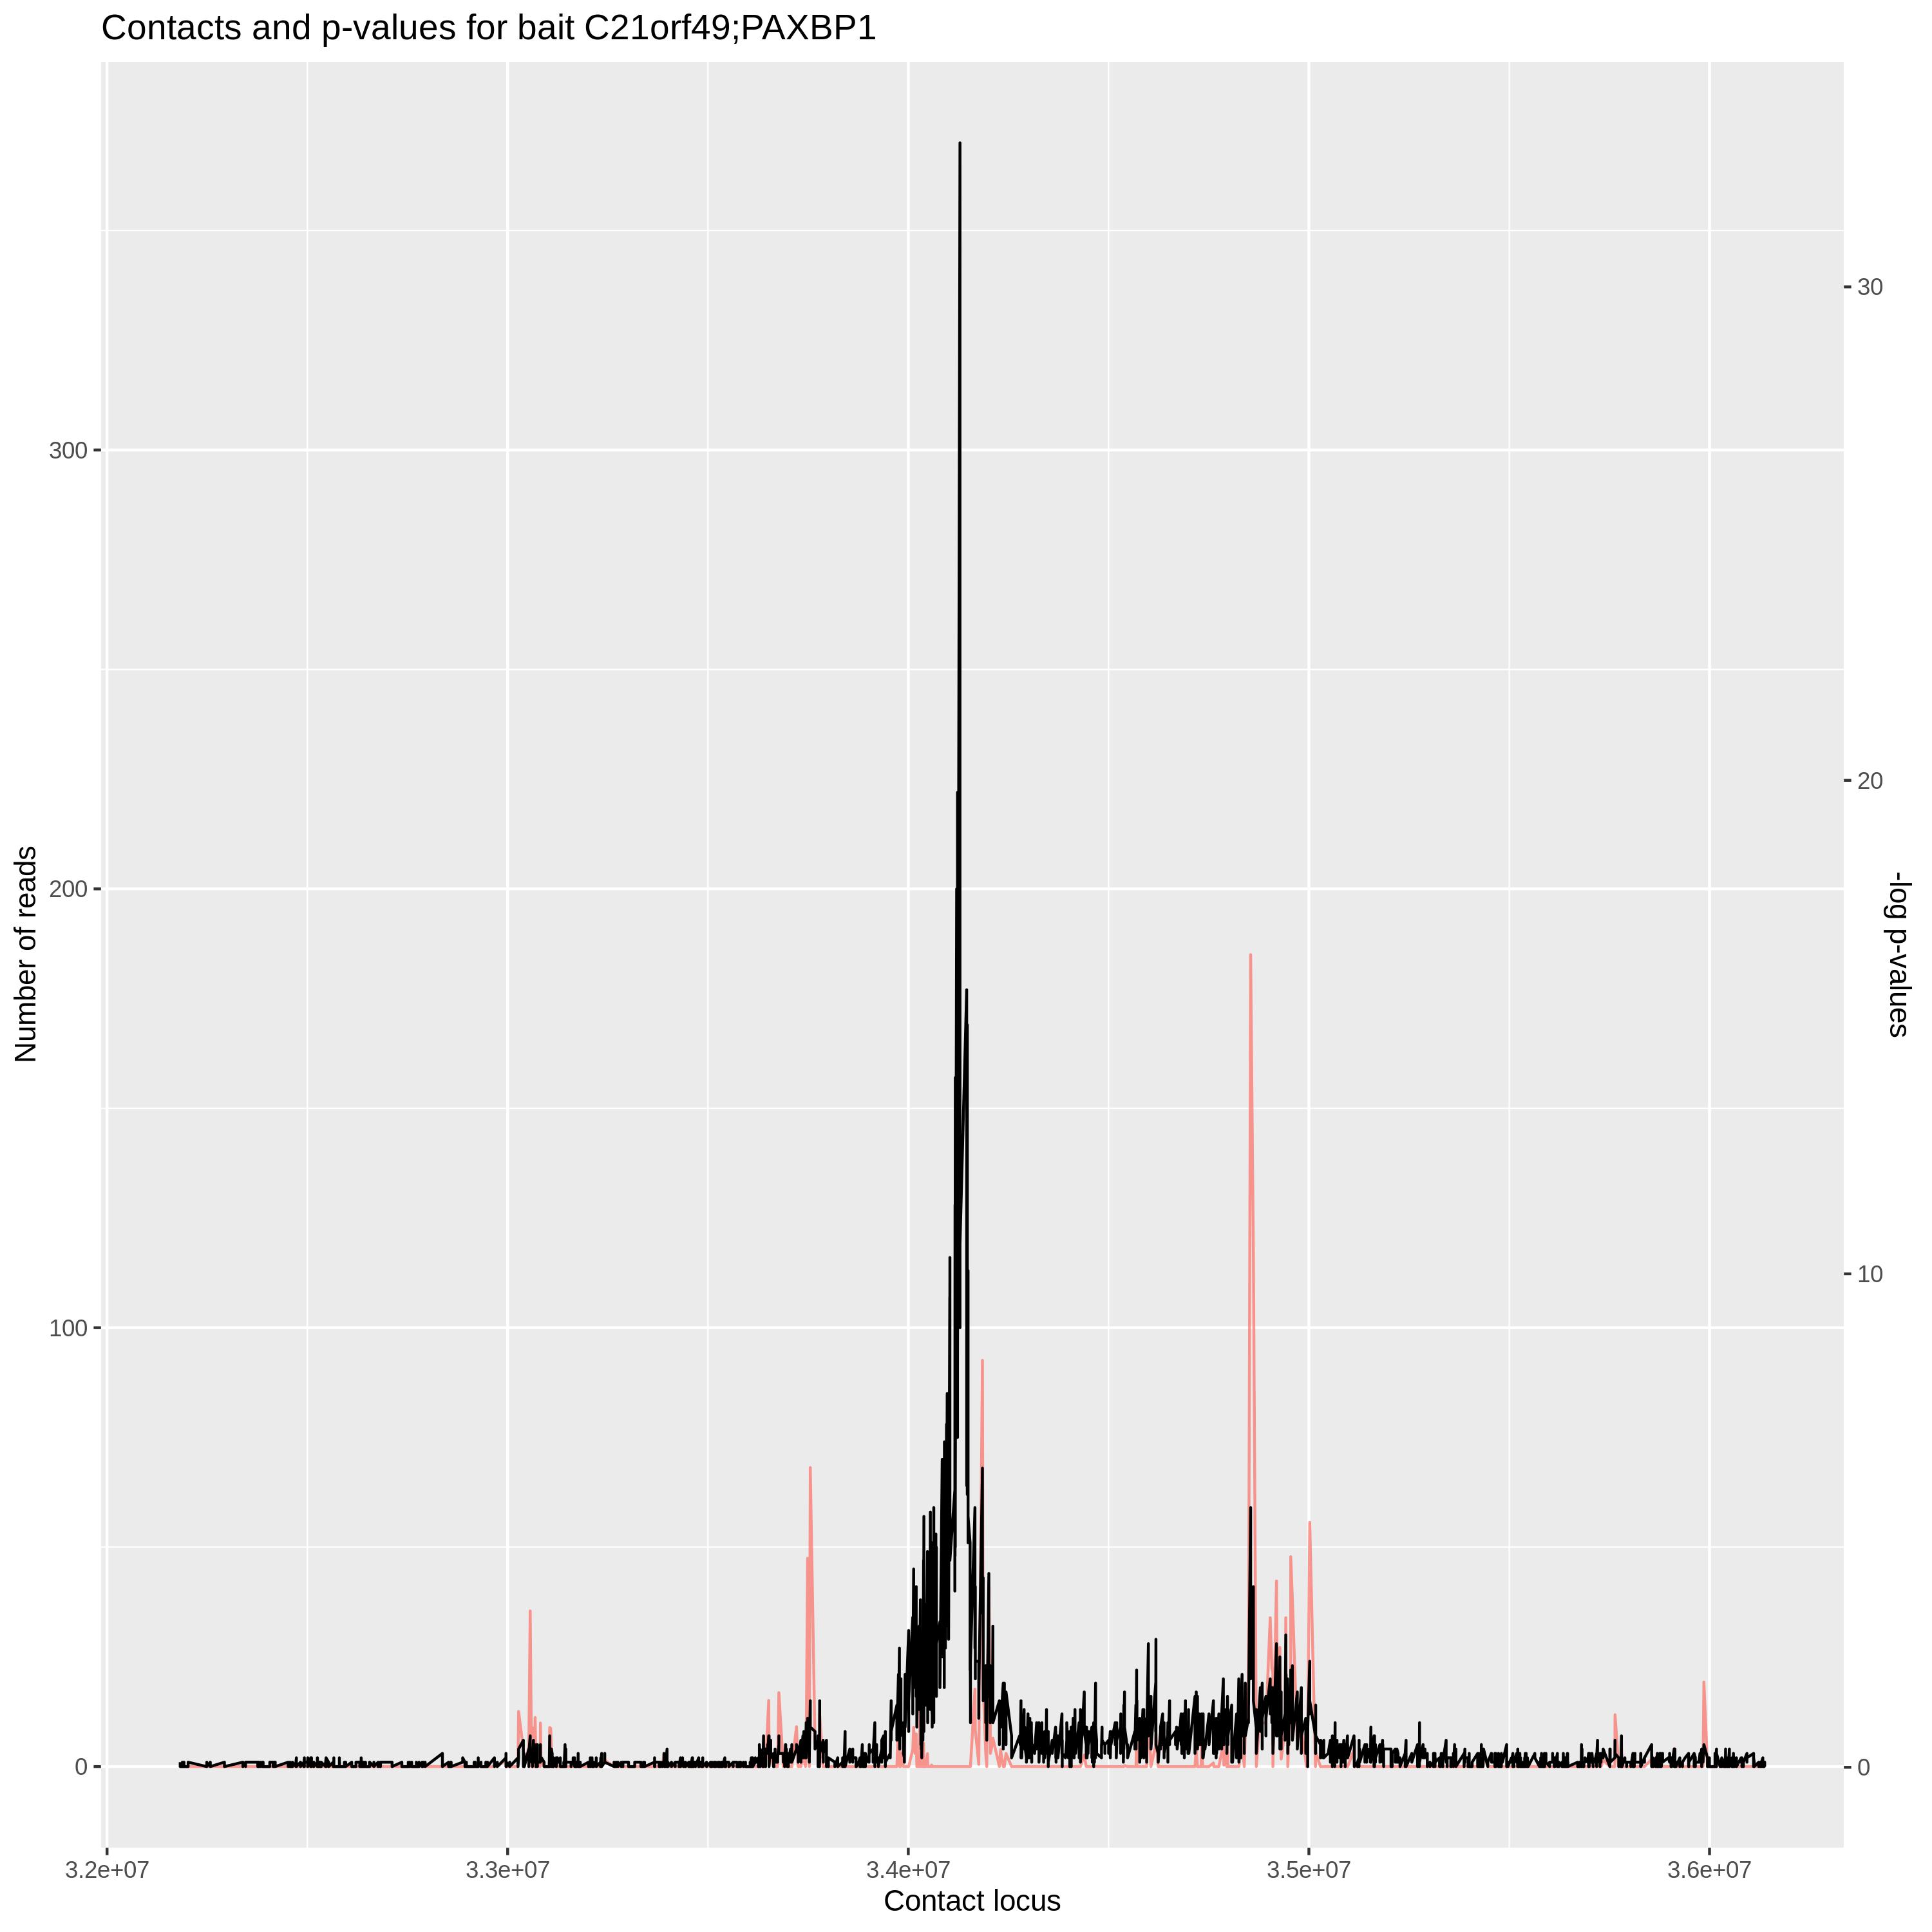 Contacts and p-values for bait C21orf49;PAXBP1
Number of reads
300
200
100
0
30
20
10
0
-log p-values
3.2e+07
3.3e+07
3.4e+07
3.5e+07
3.6e+07
Contact locus